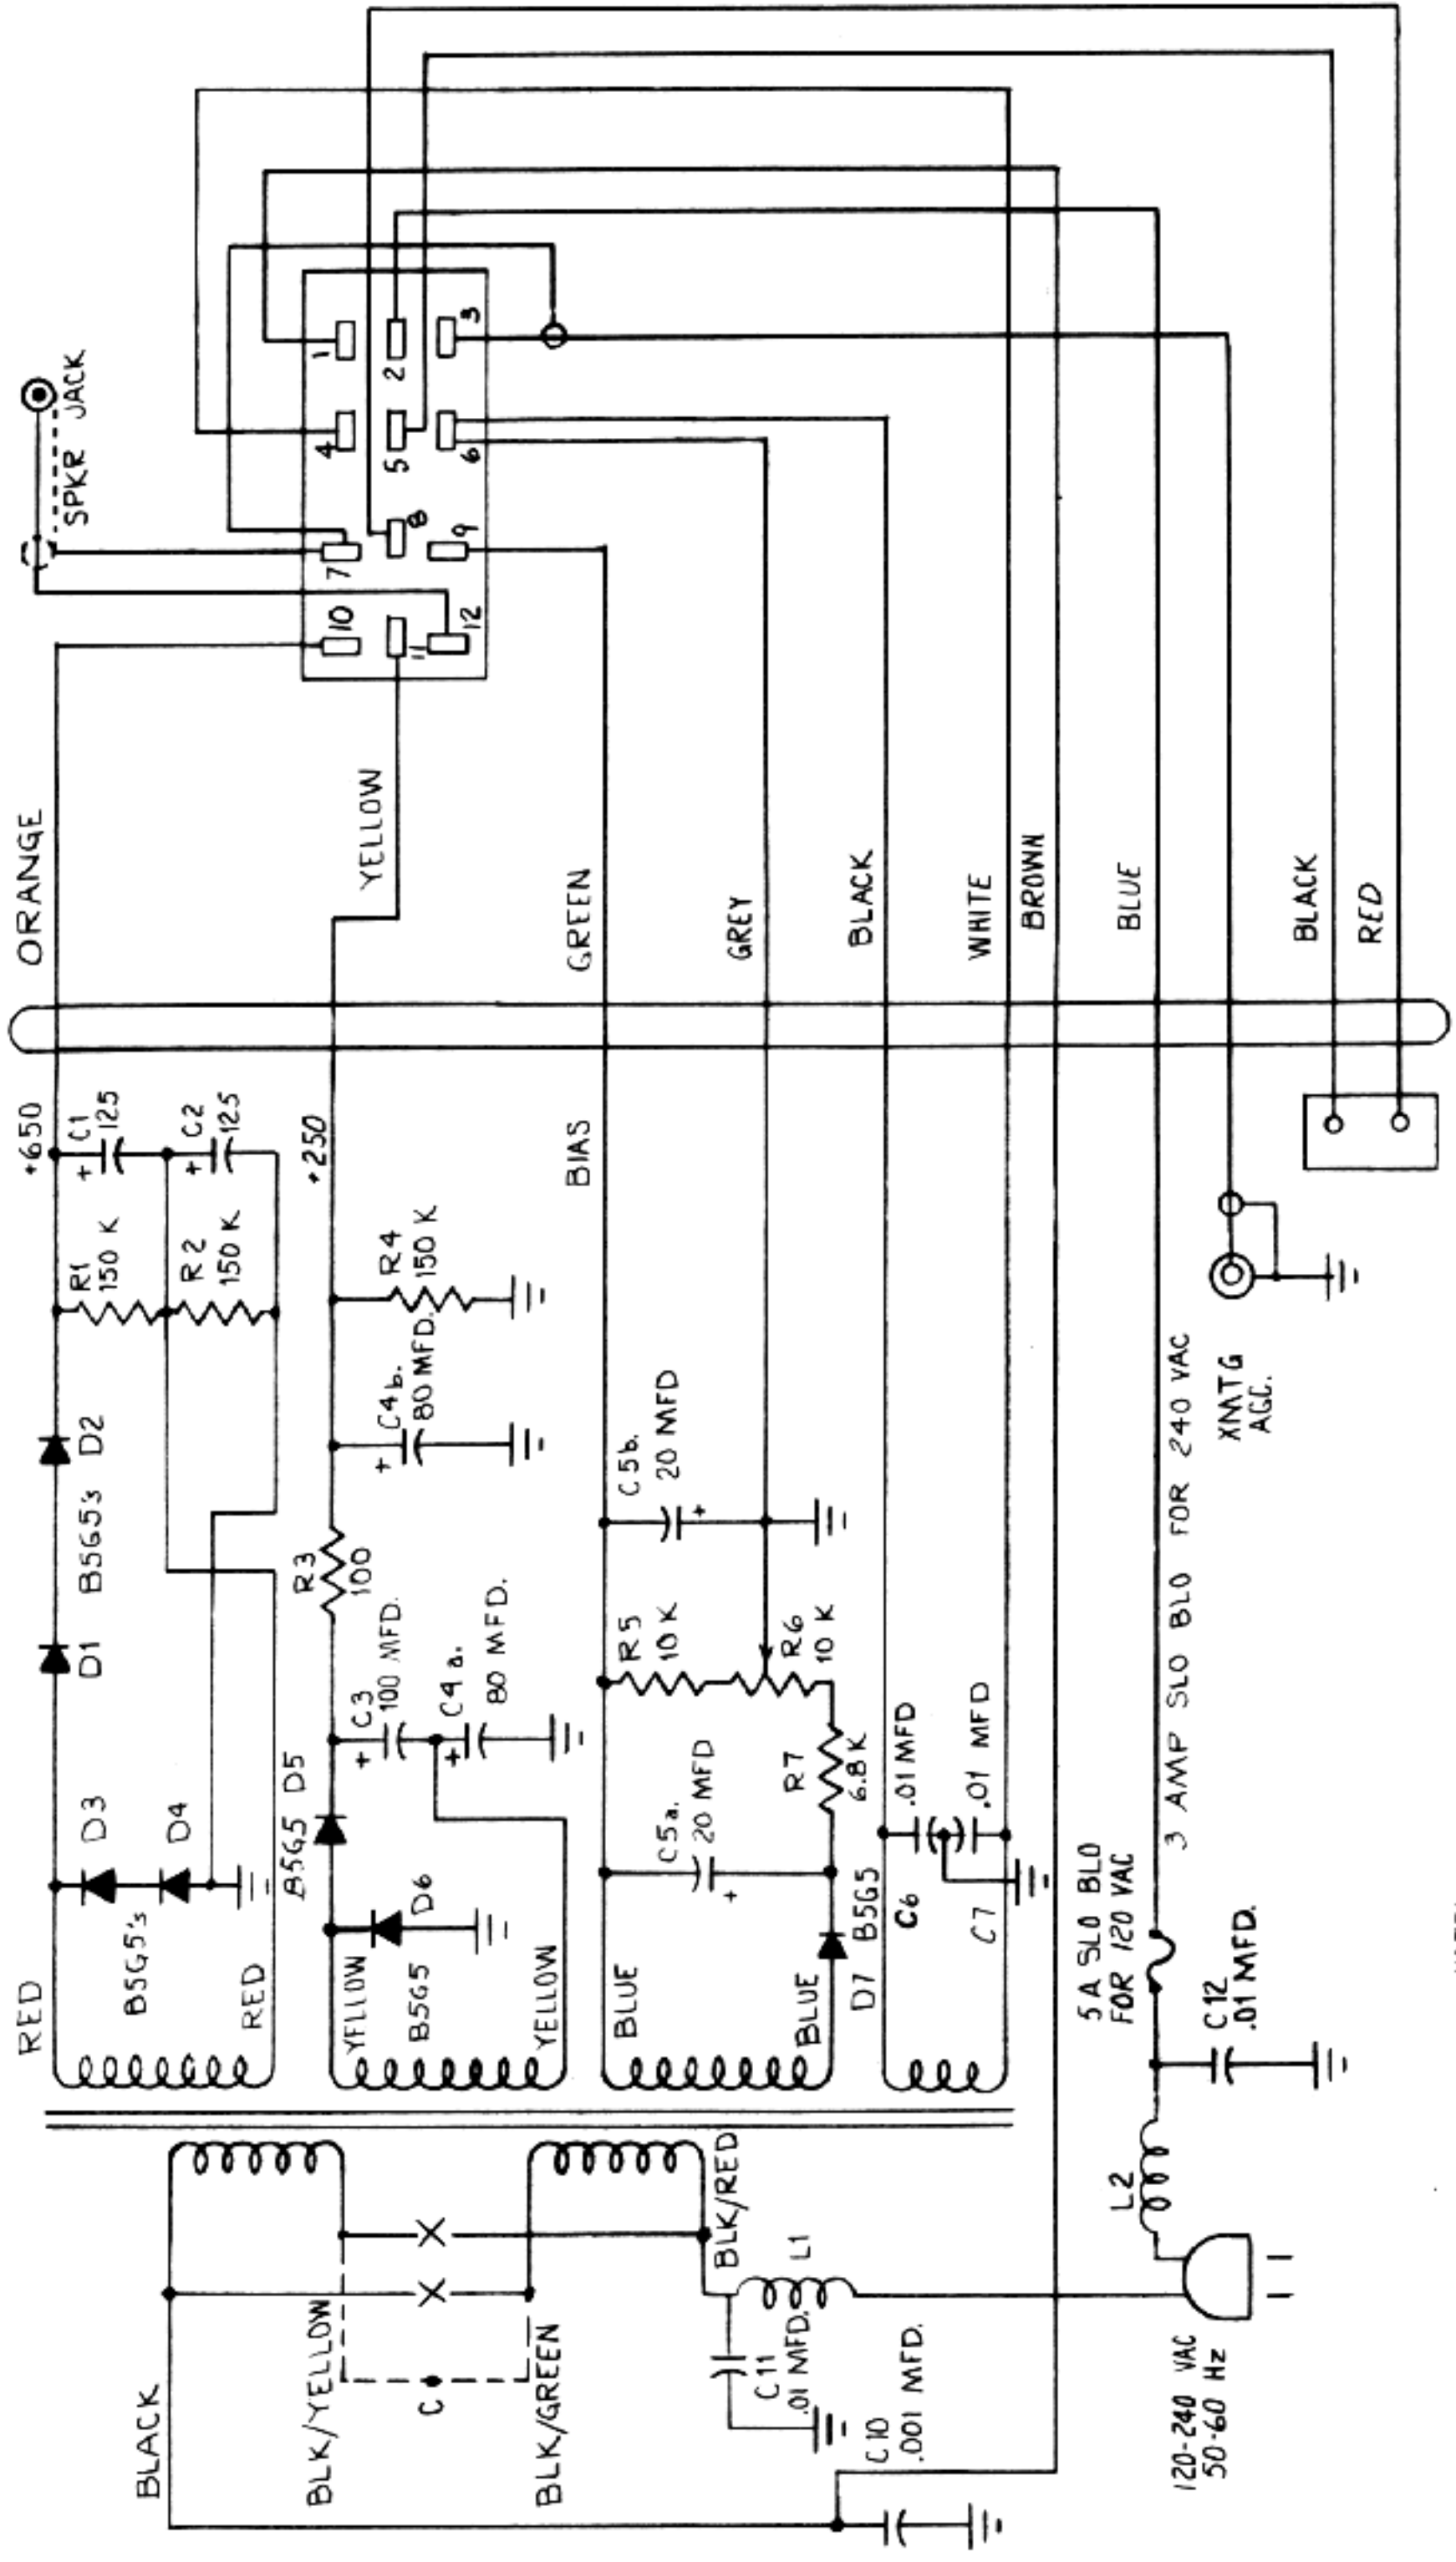 BLACK
BLK/YELLOW
C
BLK/GREEN
BLK/RED
C11
.01 MFD.
L1
C10
.001 MFD.
120-240 VAC
50-60 Hz
L2
C12
.01 MFD.
5 A SLO BLO
FOR 120 VAC
3 AMP SLO BLO FOR 240 VAC
RED
B5G5's
D3
D4
RED
D1
B5G5's
D2
R1
150 K
R2
150 K
+650
+
C1
125
+
C2
125
ORANGE
YELLOW
B5G5
D6
YELLOW
B5G5 D5
+
C3
100 MFD.
+
C4a.
80 MFD.
R3
100
+
C4b.
80 MFD.
R4
150 K
+250
YELLOW
BLUE
BLUE
D7
B5G5
C5a.
20 MFD
+
R7
6.8K
R5
10 K
R6
10 K
C5b.
20 MFD
+
BIAS
GREEN
GREY
C6
.01 MFD
C7
.01 MFD
BLACK
WHITE
BROWN
BLUE
XMTG
AGC.
BLACK
RED
SPKR JACK
10
7
4
1
11
8
5
2
12
9
6
3